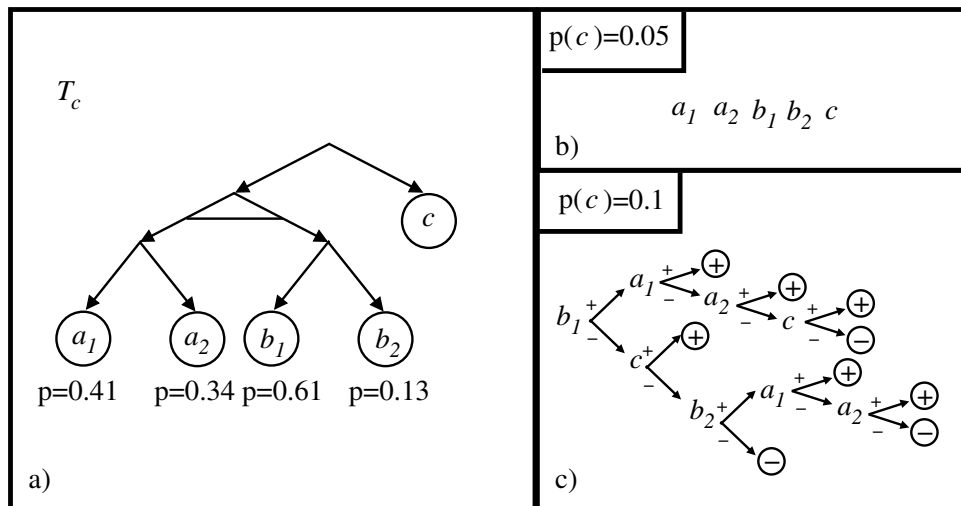 T_c
c
a_1 a_2 b_1 b_2
p=0.41 p=0.34 p=0.61 p=0.13
a)
p(c)=0.05
a_1 a_2 b_1 b_2 c
b)
p(c)=0.1
+
a_1 + +
+ − a_2 + +
b_1 − c +
− + − −
c +
− a_1 +
b_2 + − a_2 + +
− − −
−
c)